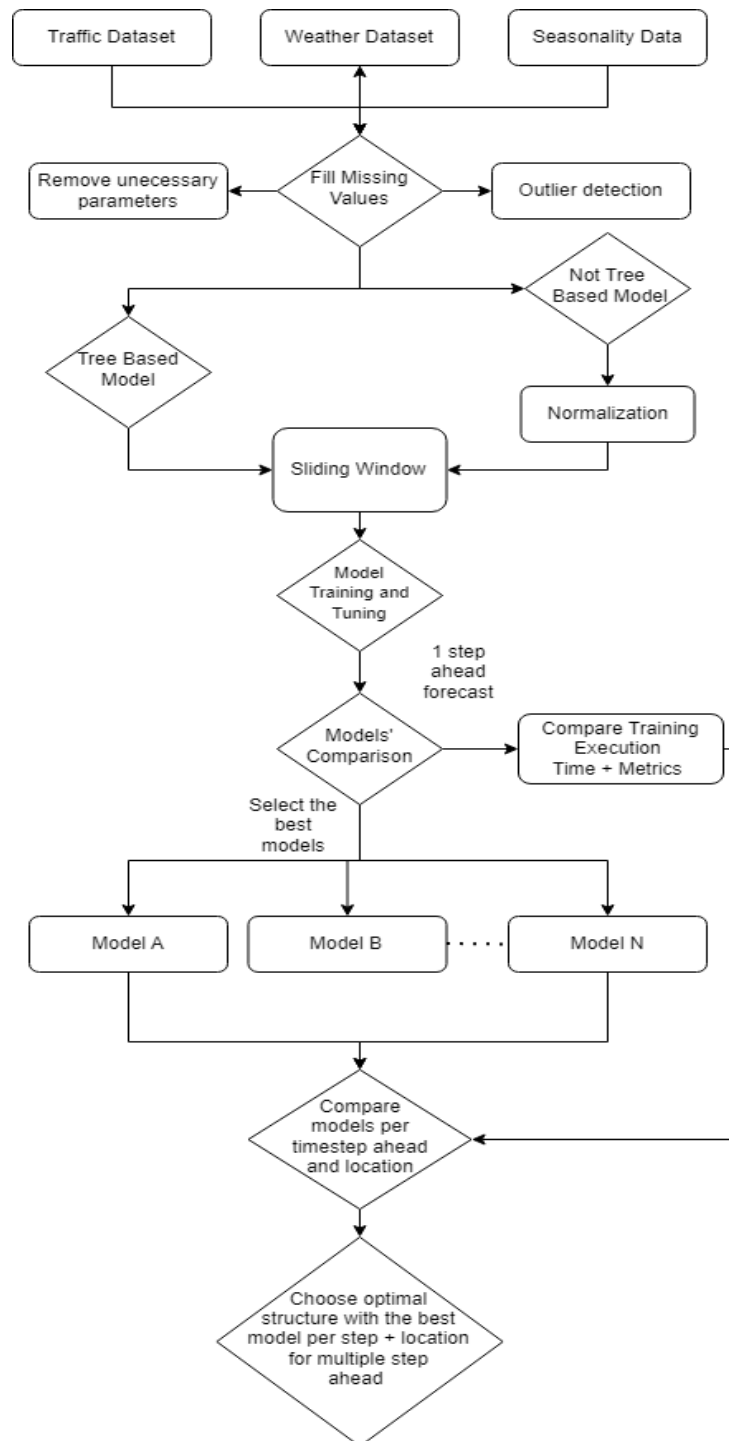 Traffic Dataset
Weather Dataset
Seasonality Data
Remove unecessary
parameters
Fill Missing
Values
Outlier detection
Not Tree
Based Model
Tree Based
Model
Normalization
Sliding Window
Model
Training and
Tuning
1 step
ahead
forecast
Models'
Comparison
Compare Training
Execution
Time + Metrics
Select the
best
models
Model A
Model B
Model N
Compare
models per
timestep ahead
and location
Choose optimal
structure with the best
model per step + location
for multiple step
ahead